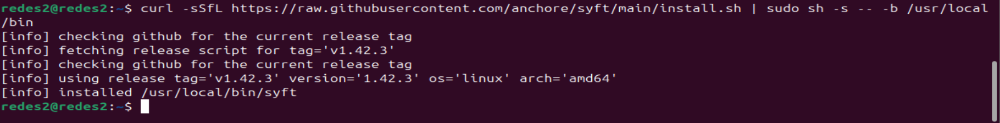 redes2@redes2:~$ curl -sSfL https://raw.githubusercontent.com/anchore/syft/main/install.sh | sudo sh -s -- -b /usr/local
/bin
[info] checking github for the current release tag
[info] fetching release script for tag='v1.42.3'
[info] checking github for the current release tag
[info] using release tag='v1.42.3' version='1.42.3' os='linux' arch='amd64'
[info] installed /usr/local/bin/syft
redes2@redes2:~$